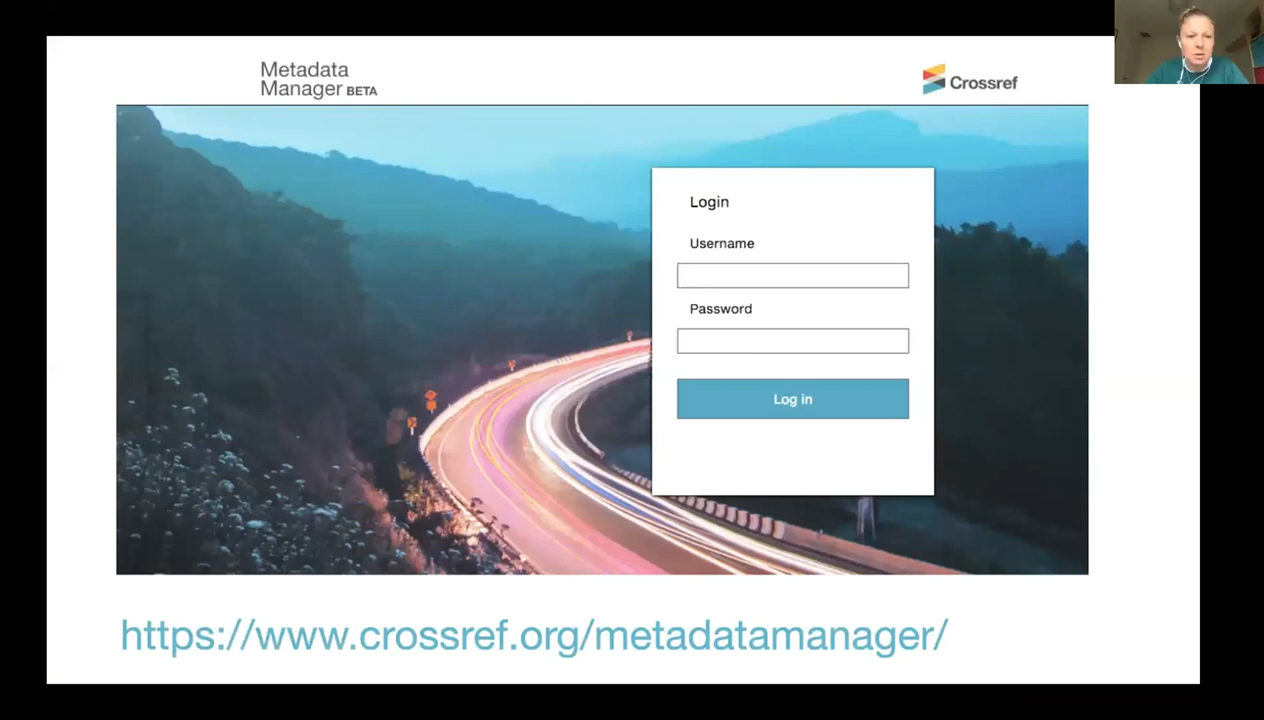 Metadata
Manager BETA
Crossref
Login
Username
Password
Log in
https://www.crossref.org/metadatamanager/